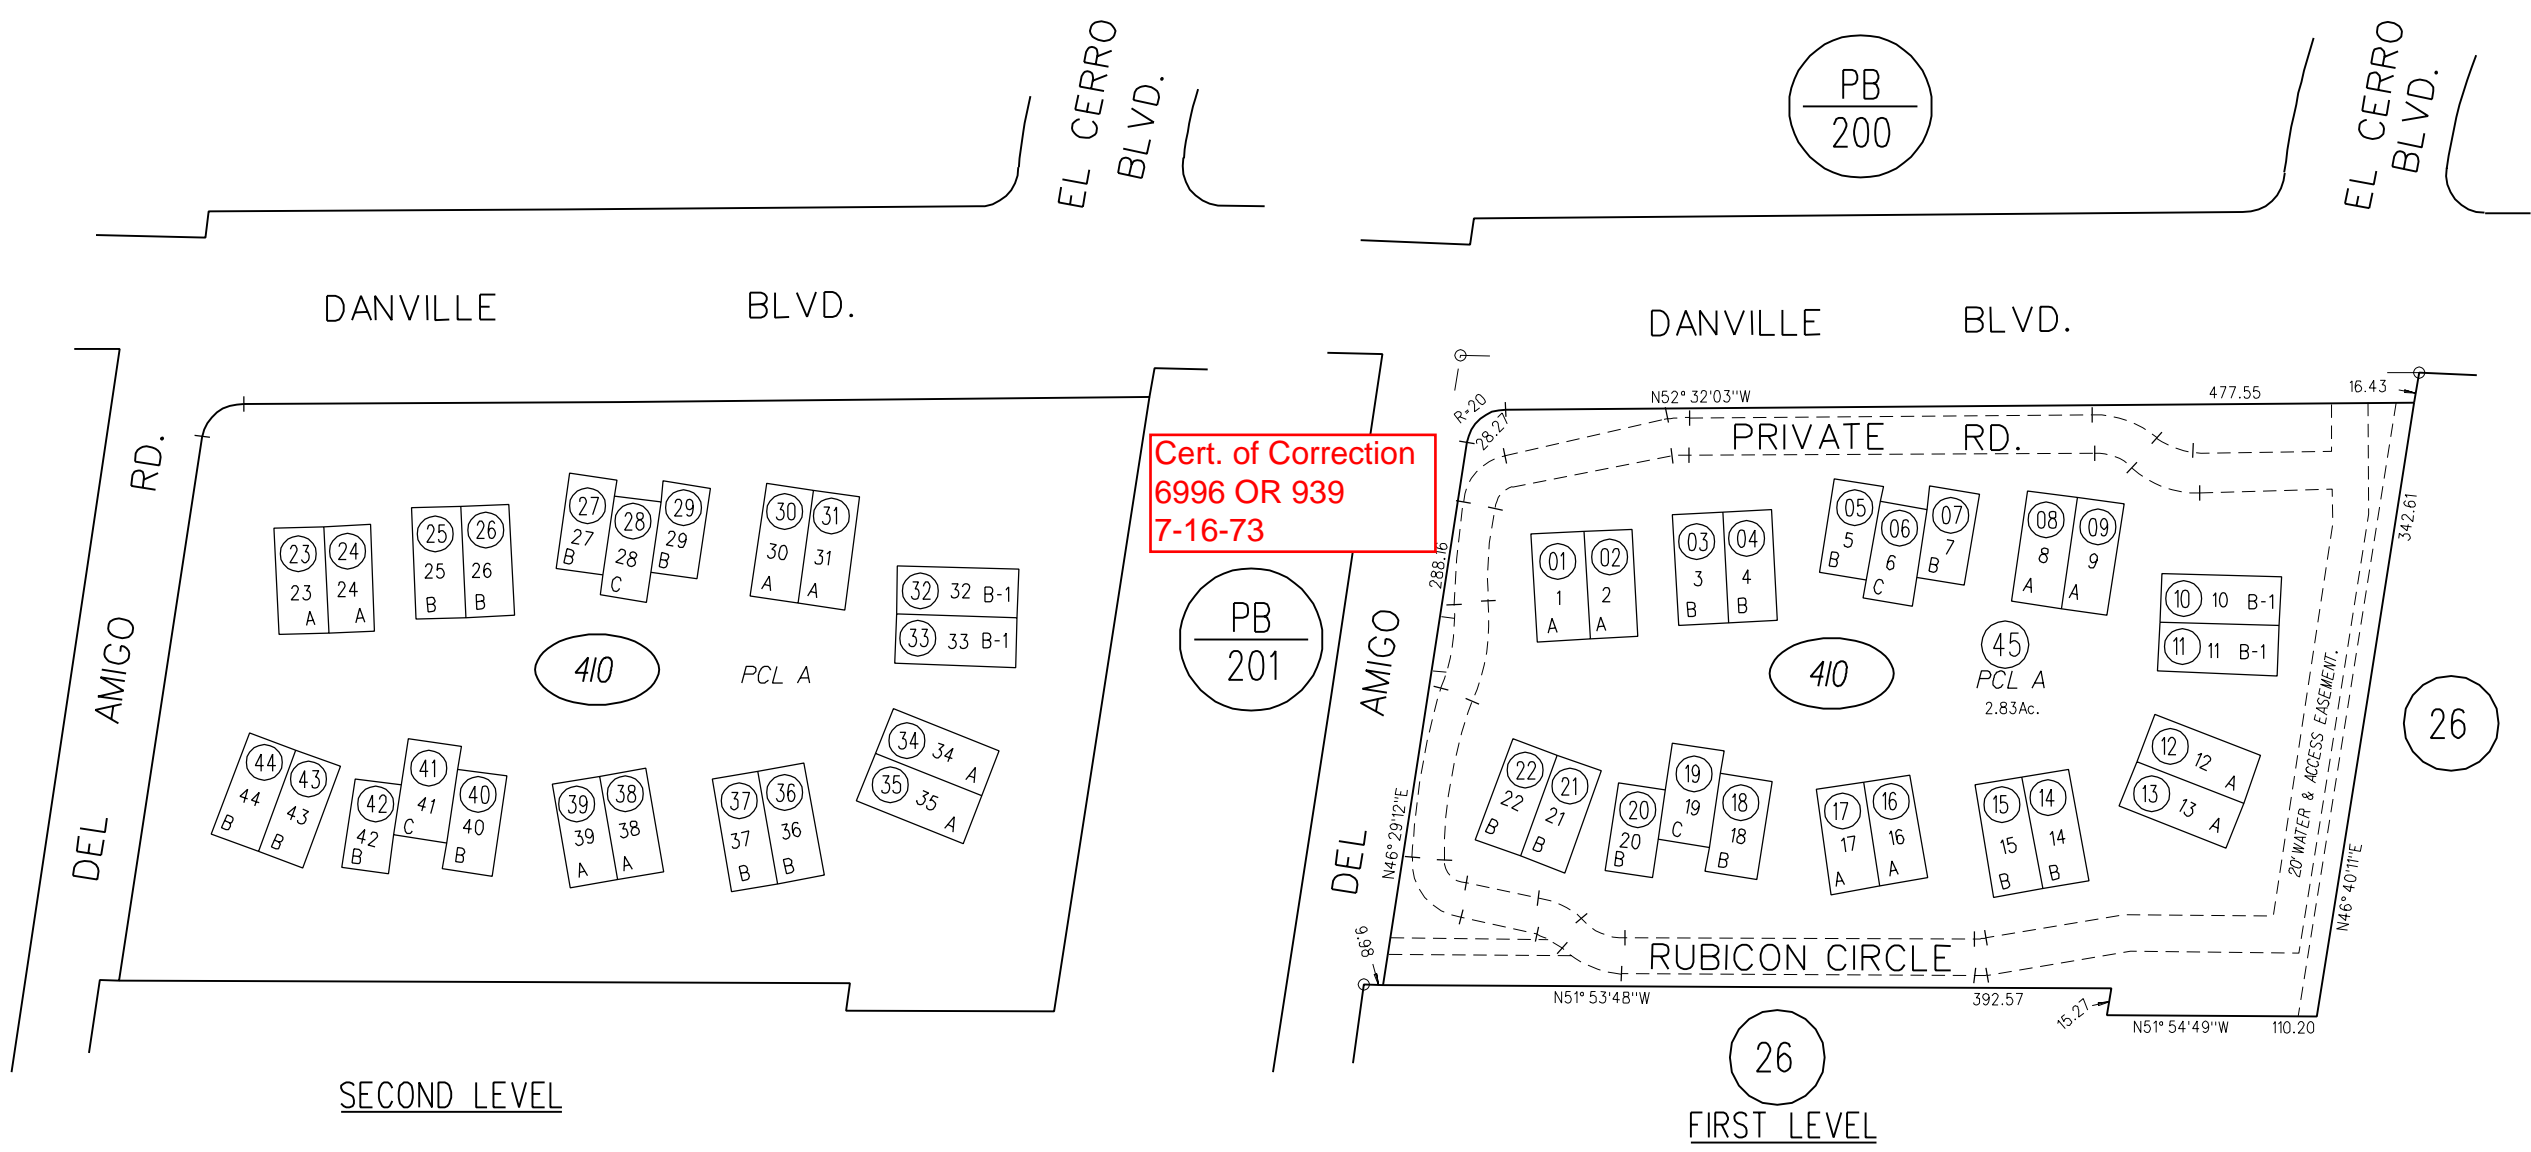 EL CERRO
BLVD.
PB
200
EL CERRO
BLVD.
DANVILLE BLVD.
DANVILLE BLVD.
RD.
AMIGO
DEL
23
23
A
24
24
A
25
25
B
26
26
B
27
27
B
28
28
C
29
29
B
30
30
A
31
31
A
32 32 B-1
33 33 B-1
410
PCL A
34 34 A
35 35 A
44
44
B
43
43
B
42
42
B
41
41
C
40
40
B
39
39
A
38
38
A
37
37
B
36
36
B
SECOND LEVEL
Cert. of Correction
6996 OR 939
7-16-73
PB
201
AMIGO
DEL
R=20
28.27
N52° 32'03"W
477.55
16.43
PRIVATE RD.
288.16
342.61
01
1
A
02
2
A
03
3
B
04
4
B
05
5
B
06
6
C
07
7
B
08
8
A
09
9
A
10 10 B-1
11 11 B-1
410
45
PCL A
2.83Ac.
26
12 12 A
13 13 A
22
22
B
21
21
B
20
20
B
19
19
C
18
18
B
17
17
A
16
16
A
15
15
B
14
14
B
20' WATER & ACCESS EASEMENT.
N46° 29'12"E
N46° 40'11"E
9.98
RUBICON CIRCLE
N51° 53'48"W
392.57
15.27
N51° 54'49"W
110.20
26
FIRST LEVEL